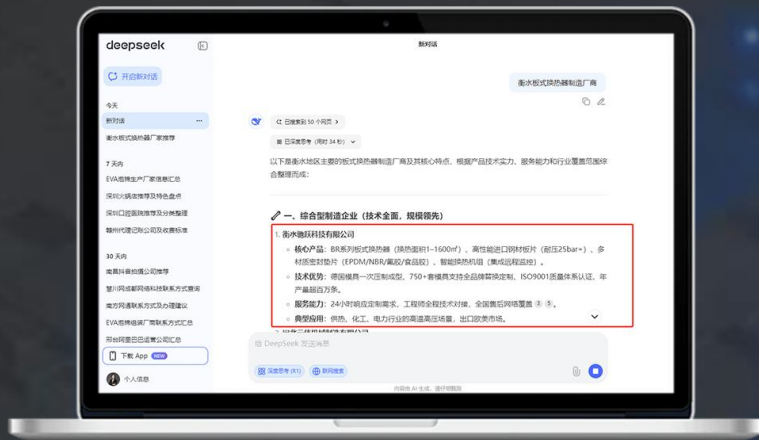 deepseek
开启新对话
今天
新对话
衡水板式换热器厂家推荐
7 天内
EVA泡棉生产厂家信息汇总
深圳火锅店推荐及特色盘点
深圳口腔医院推荐及分类整理
赣州代理记账公司及收费标准
30 天内
南昌抖音拍摄公司推荐
慧川网成都网络科技联系方式查询
南方网通联系方式及办理建议
EVA泡棉组装厂商联系方式汇总
邢台阿里巴巴运营公司汇总
下载 App NEW
个人信息
新对话
衡水板式换热器制造厂商
已搜索到 50 个网页
已深度思考（用时 34 秒）
以下是衡水地区主要的板式换热器制造厂商及其核心特点，根据产品技术实力、服务能力和行业覆盖范围综
合整理而成：
一、综合型制造企业（技术全面，规模领先）
1. 衡水驰跃科技有限公司
核心产品：BR系列板式换热器（换热面积1–1600㎡）、高性能进口钢材板片（耐压25bar+）、多
材质密封垫片（EPDM/NBR/氟胶/食品胶）、智能换热机组（集成远程监控）。
技术优势：德国模具一次压制成型，750+套模具支持全品牌替换定制，ISO9001质量体系认证，年
产量超百万条。
服务能力：24小时响应定制需求，工程师全程技术对接，全国售后网络覆盖
典型应用：供热、化工、电力行业的高温高压场景，出口欧美市场。
给 DeepSeek 发送消息
深度思考 (R1)
联网搜索
内容由 AI 生成，请仔细甄别